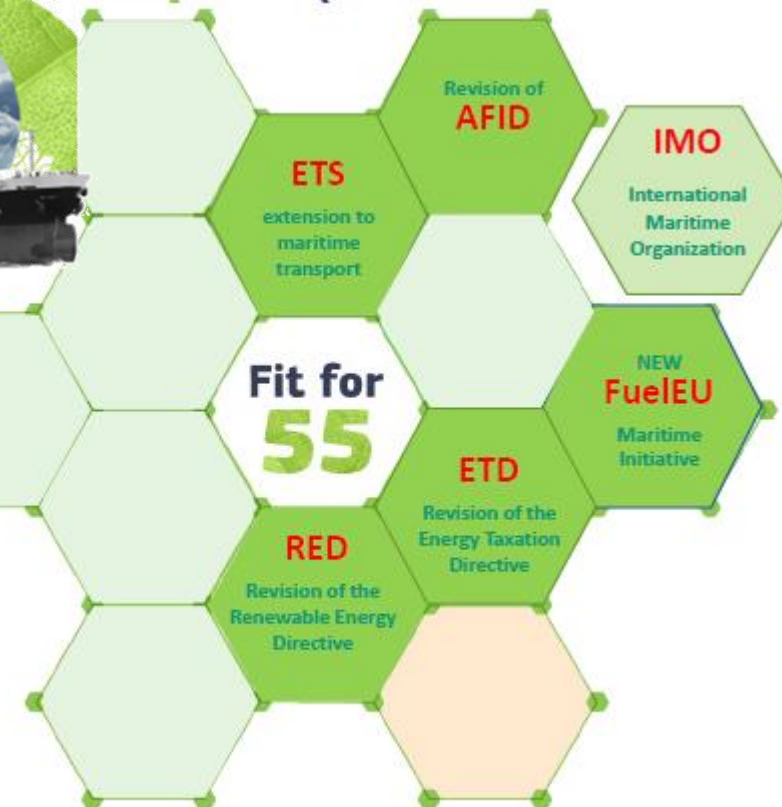 Revision of
AFID
IMO
International
Maritime
Organization
ETS
extension to
maritime
transport
Fit for
55
NEW
FuelEU
Maritime
Initiative
ETD
Revision of the
Energy Taxation
Directive
RED
Revision of the
Renewable Energy
Directive